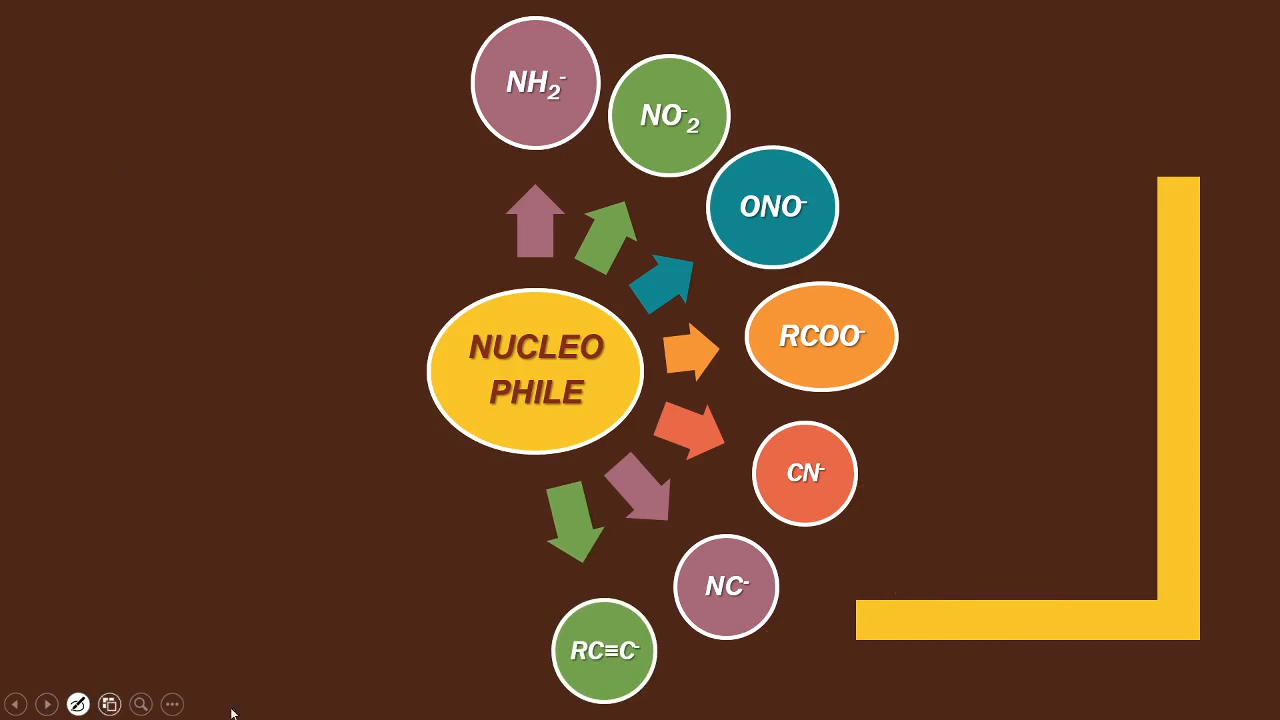 NH₂⁻
NO⁻₂
ONO⁻
RCOO⁻
NUCLEO
PHILE
CN⁻
NC⁻
RC≡C⁻